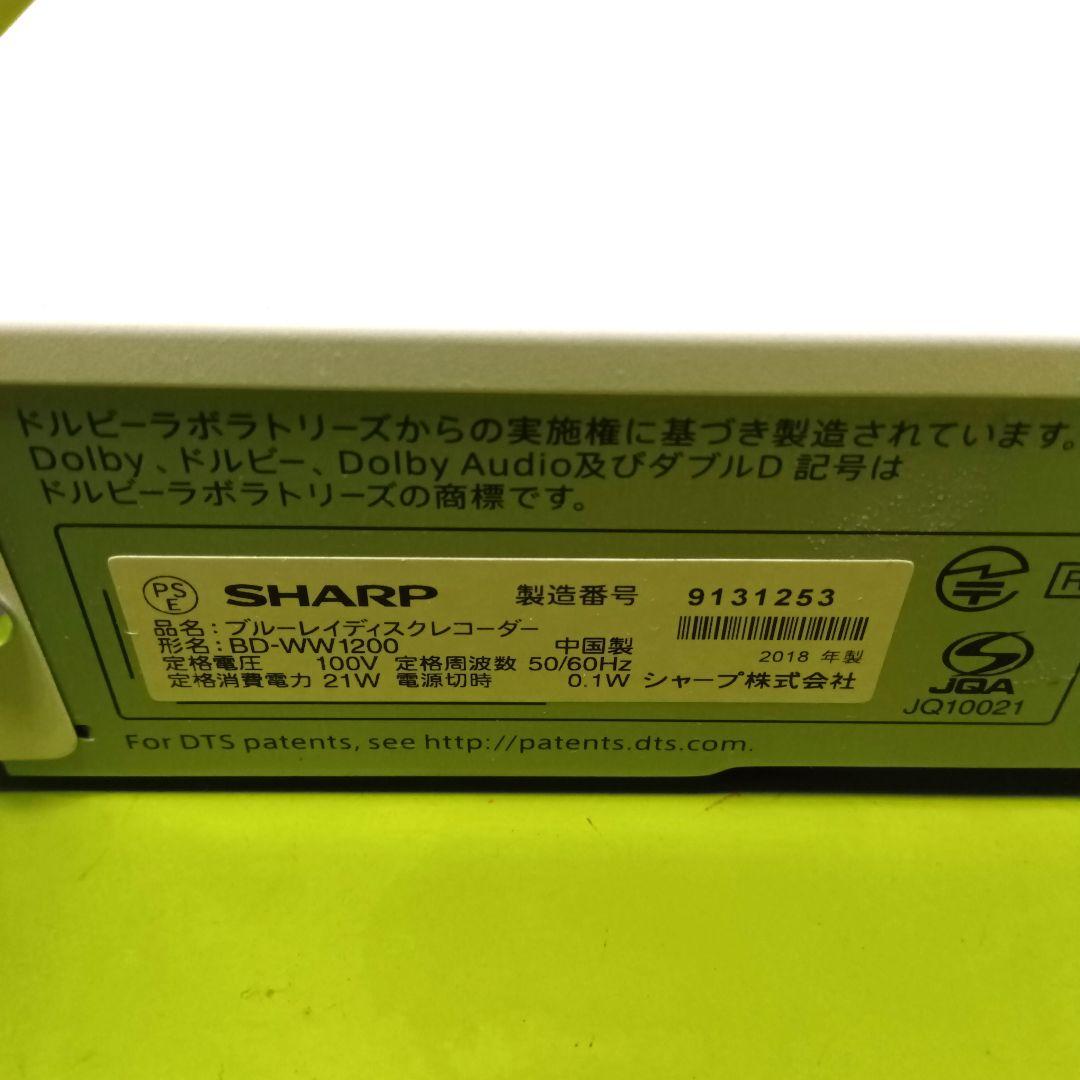 ドルビーラボラトリーズからの実施権に基づき製造されています。
Dolby、ドルビー、Dolby Audio及びダブルD 記号は
ドルビーラボラトリーズの商標です。
PS
E
SHARP 製造番号 9131253
品名:ブルーレイディスクレコーダー
形名:BD-WW1200 中国製
2018 年製
定格電圧 100V 定格周波数 50/60Hz
定格消費電力 21W 電源切時 0.1W シャープ株式会社
JQA
JQ10021
For DTS patents, see http://patents.dts.com.